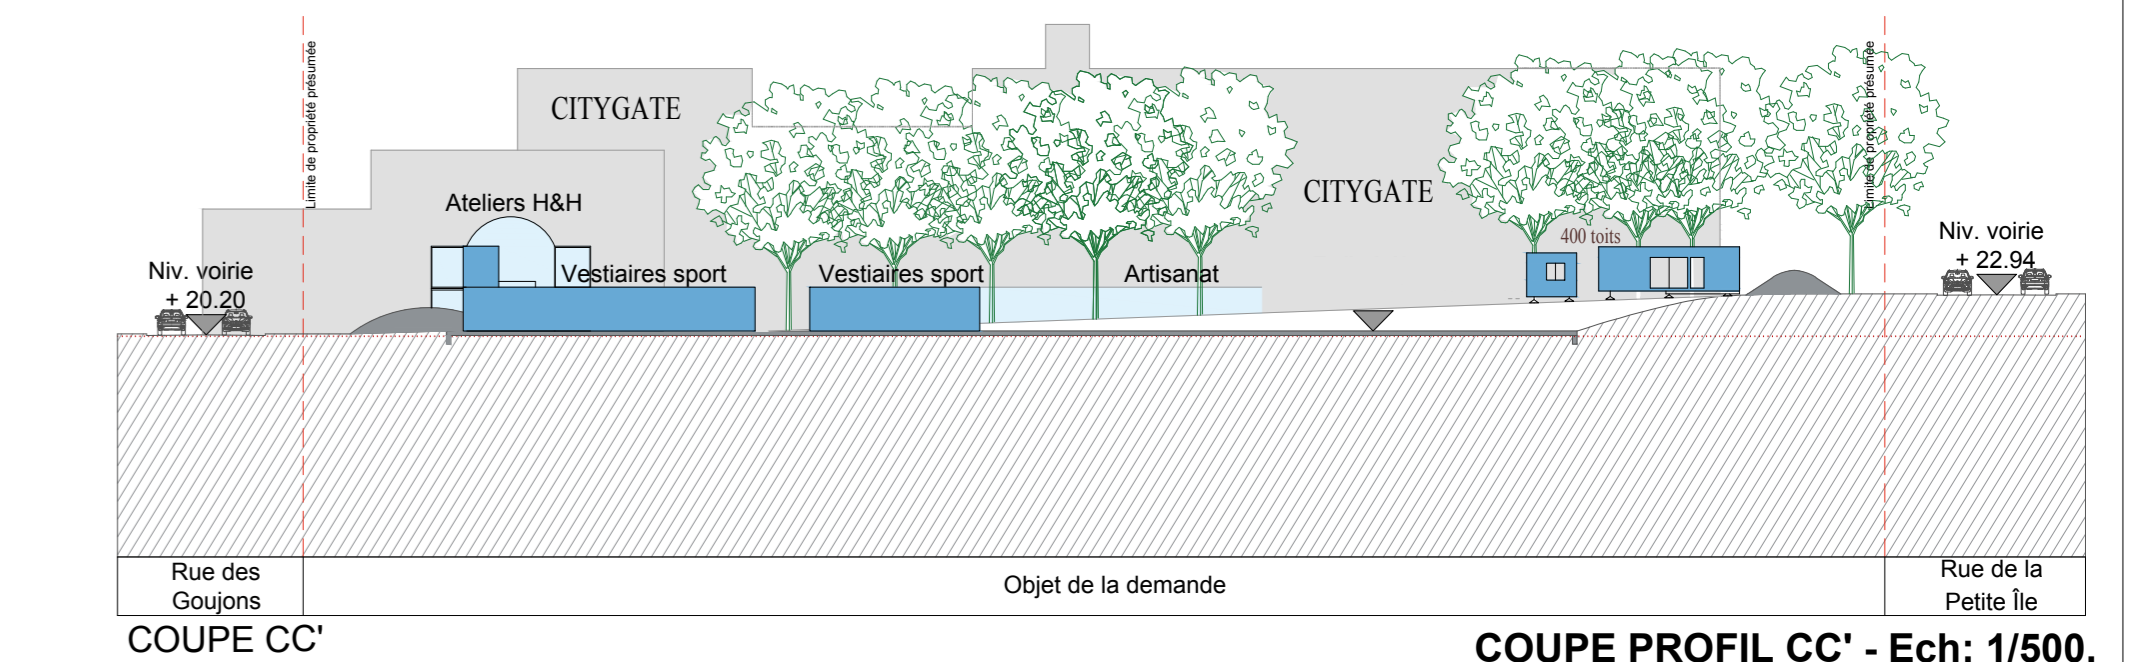 Limite de propriété présumée
Limite de propriété présumée
CITYGATE
CITYGATE
Ateliers H&H
400 toits
Niv. voirie
+ 20.20
Vestiaires sport
Vestiaires sport
Artisanat
Niv. voirie
+ 22.94
Rue des
Goujons
Objet de la demande
Rue de la
Petite Île
COUPE CC'
COUPE PROFIL CC' - Ech: 1/500.